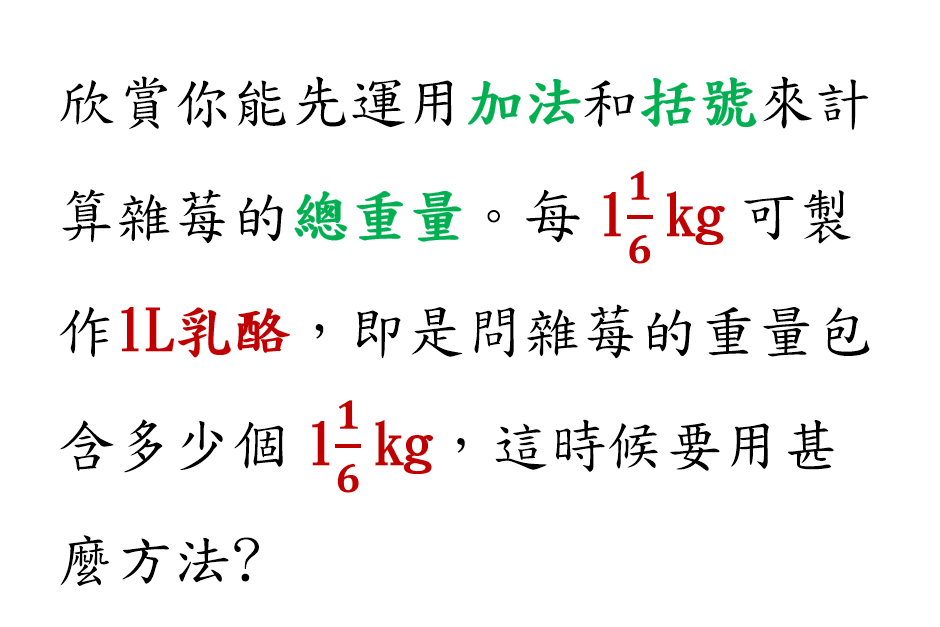 欣賞你能先運用加法和括號來計
算雜莓的總重量。每 1 1/6 kg 可製
作1L乳酪，即是問雜莓的重量包
含多少個 1 1/6 kg，這時候要用甚
麼方法?